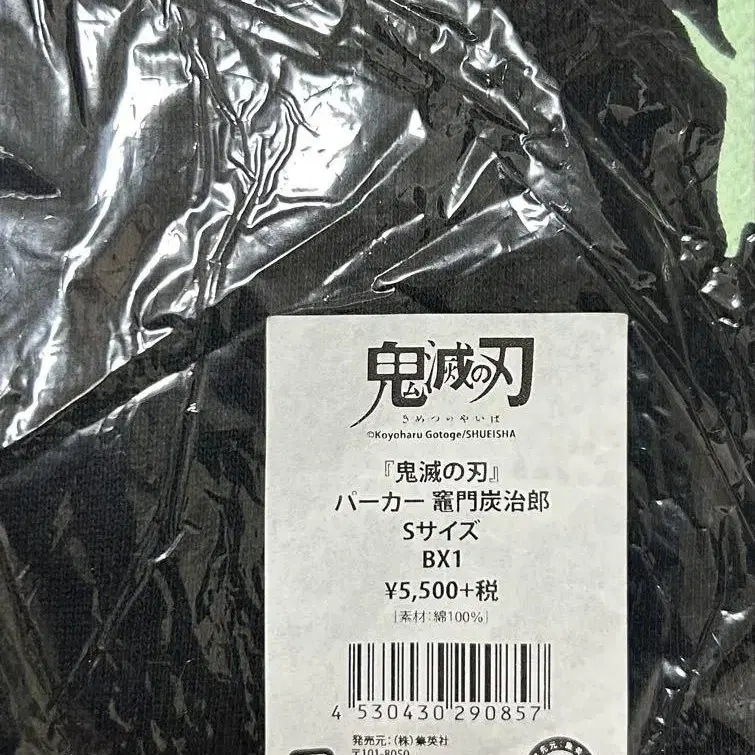 鬼滅の刃
きめつのやいば
©Koyoharu Gotoge/SHUEISHA
『鬼滅の刃』
パーカー 竈門炭治郎
Sサイズ
BX1
¥5,500+税
[素材:綿100%]
4 530430 290857
発売元:(株)集英社
〒101-8050